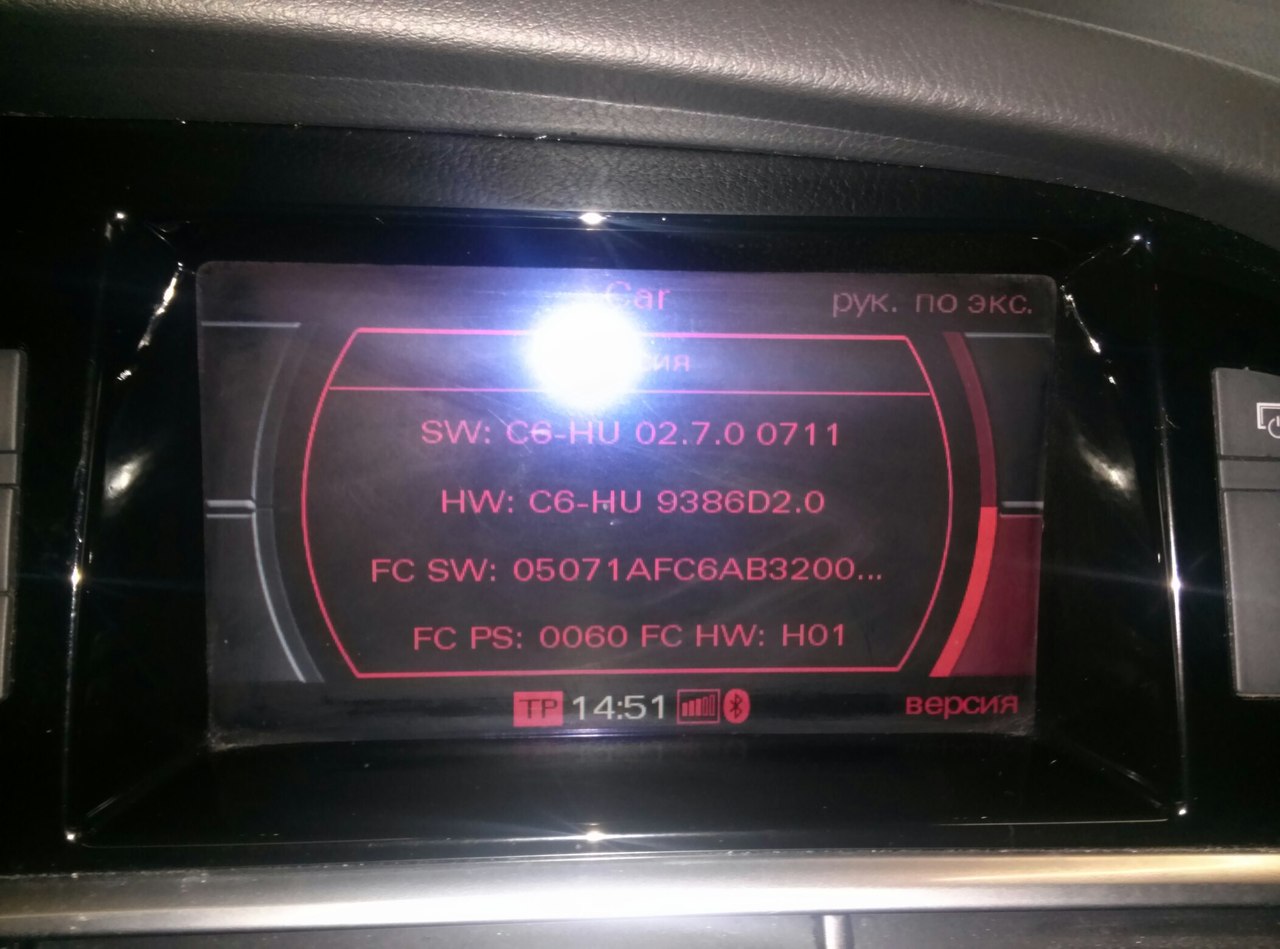 Car
рук. по экс.
SW: C6-HU 02.7.0 0711
HW: C6-HU 9386D2.0
FC SW: 05071AFC6AB3200...
FC PS: 0060 FC HW: H01
TP 14:51
версия